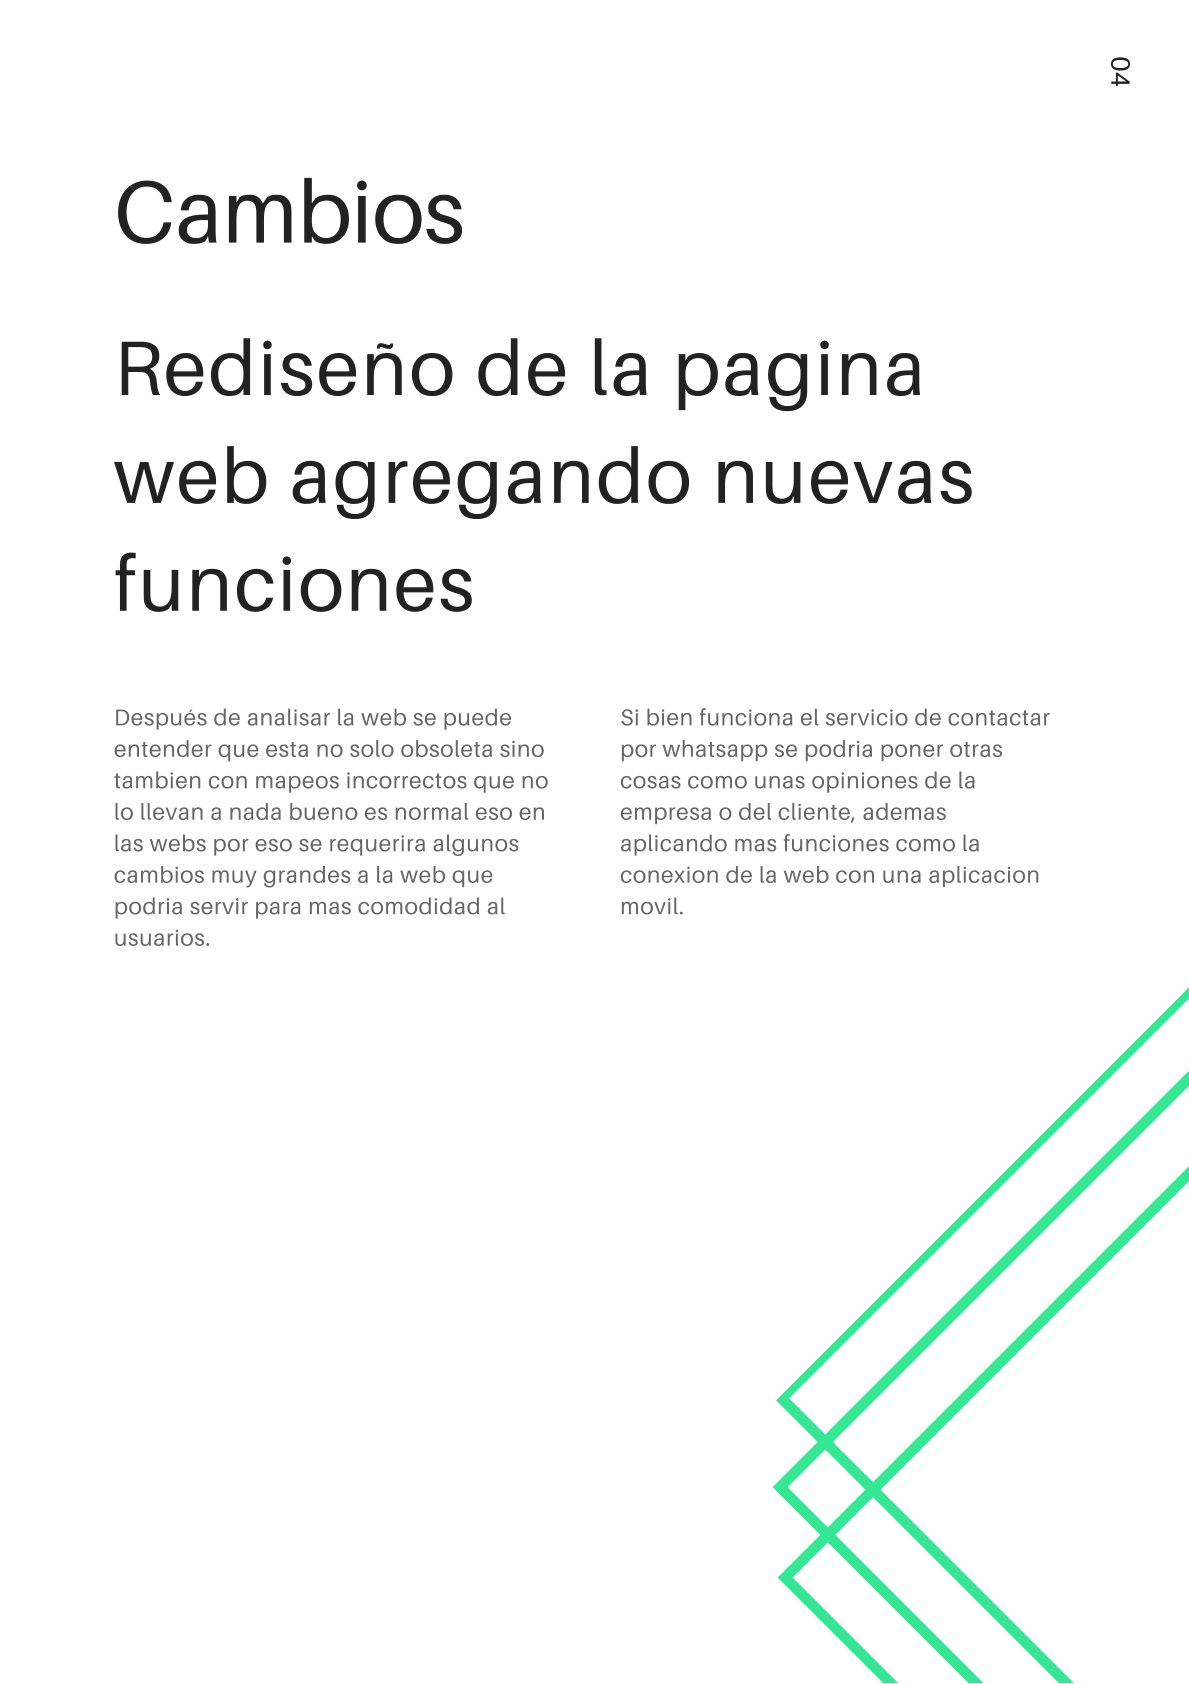 04
Cambios
Rediseño de la pagina
web agregando nuevas
funciones
Después de analisar la web se puede
entender que esta no solo obsoleta sino
tambien con mapeos incorrectos que no
lo llevan a nada bueno es normal eso en
las webs por eso se requerira algunos
cambios muy grandes a la web que
podria servir para mas comodidad al
usuarios.
Si bien funciona el servicio de contactar
por whatsapp se podria poner otras
cosas como unas opiniones de la
empresa o del cliente, ademas
aplicando mas funciones como la
conexion de la web con una aplicacion
movil.